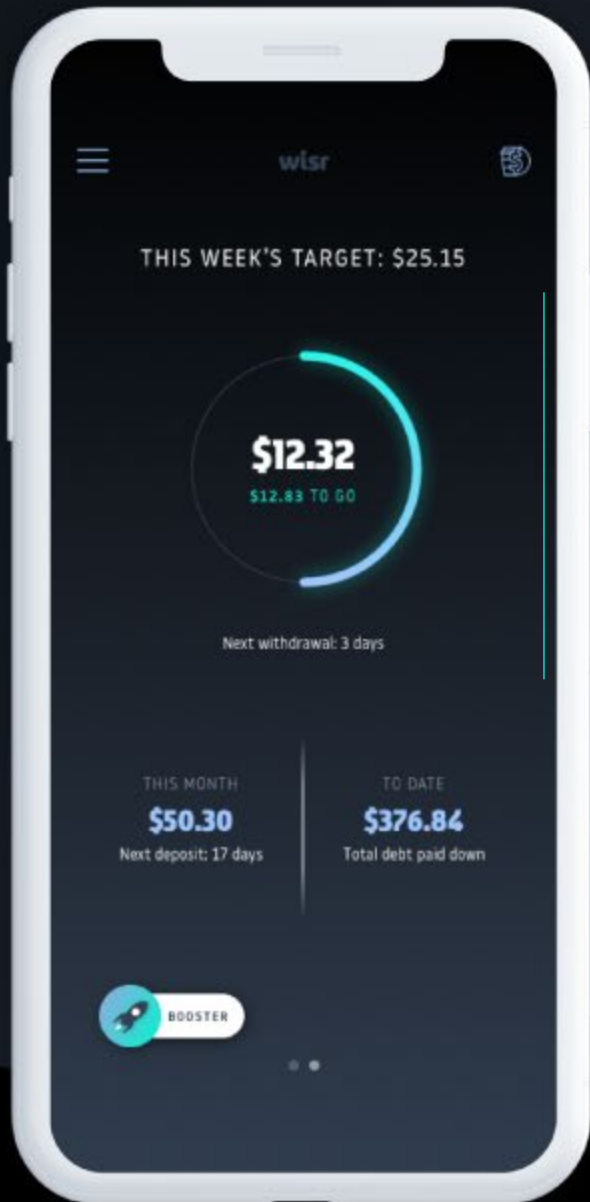 wisr
THIS WEEK'S TARGET: $25.15
$12.32
$12.83 TO GO
Next withdrawal: 3 days
THIS MONTH
$50.30
Next deposit: 17 days
TO DATE
$376.84
Total debt paid down
BOOSTER